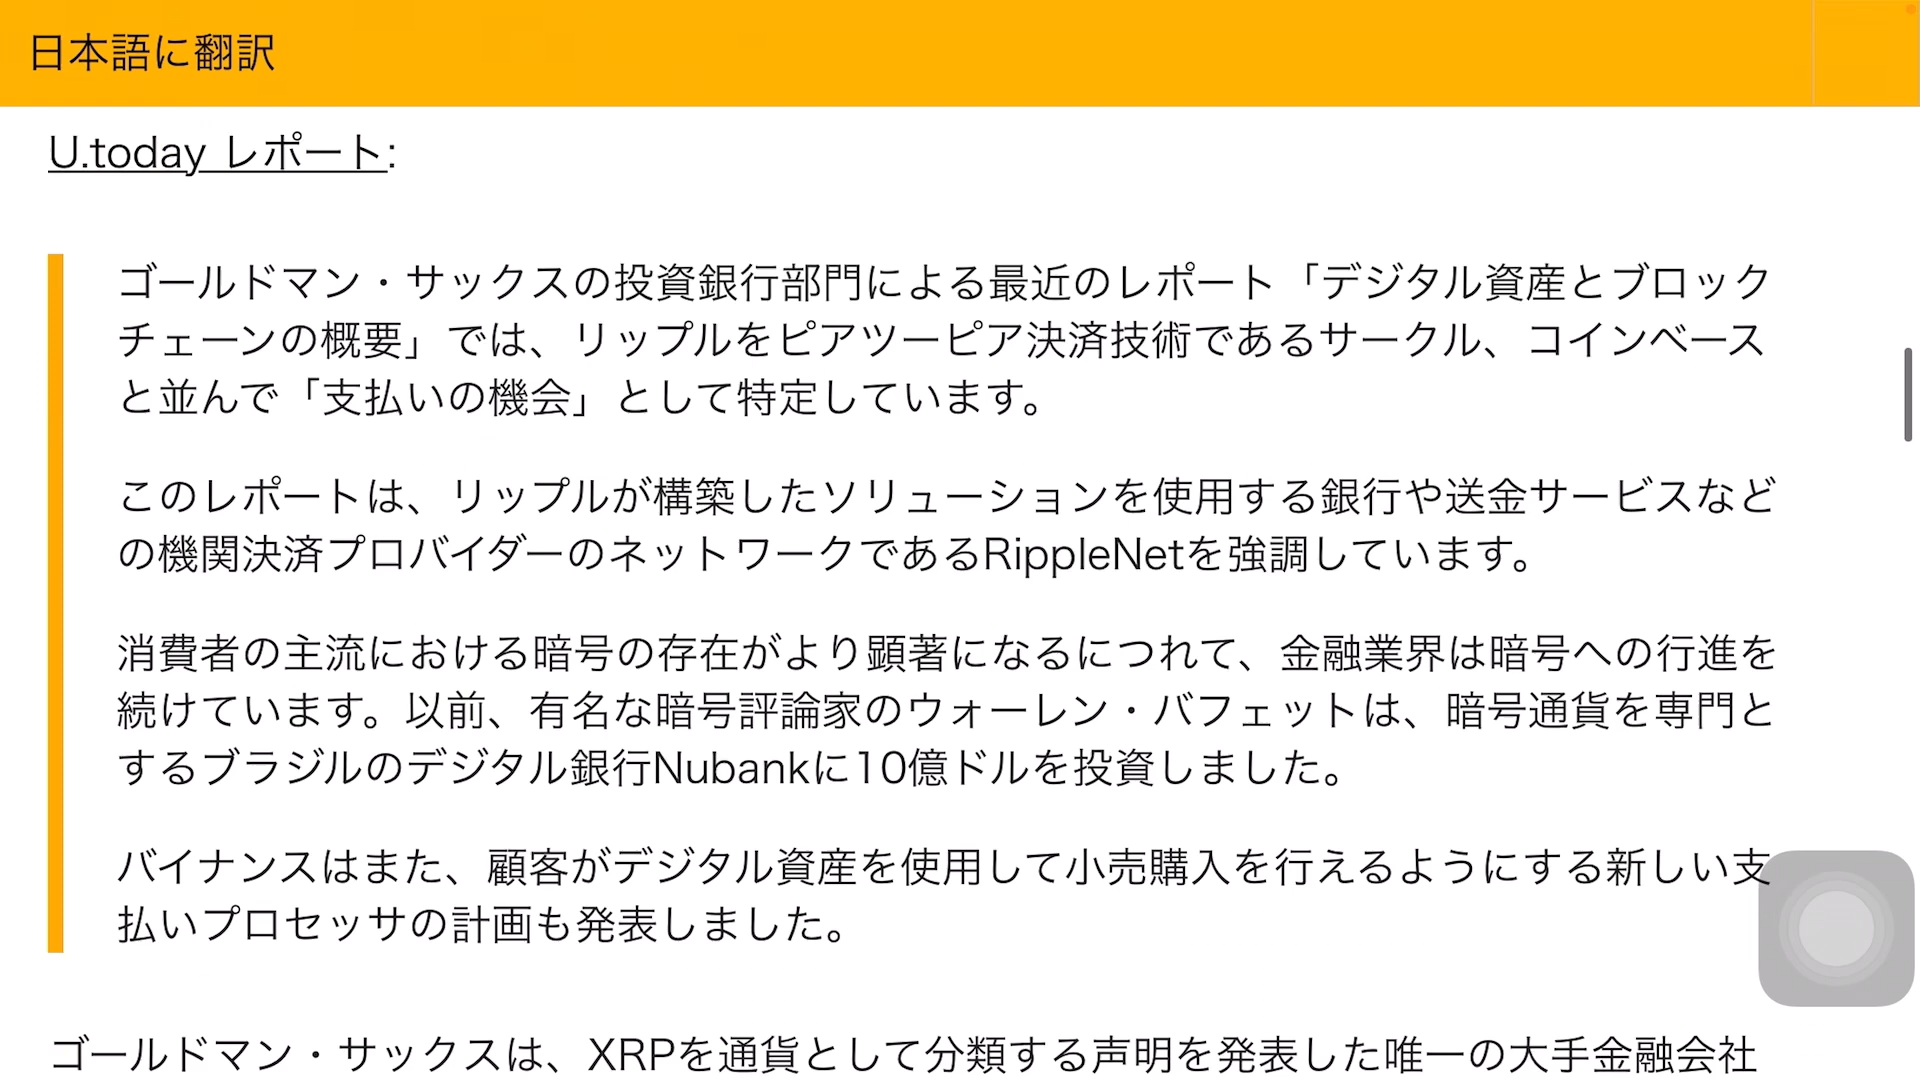 日本語に翻訳
U.today レポート:
ゴールドマン・サックスの投資銀行部門による最近のレポート「デジタル資産とブロック
チェーンの概要」では、リップルをピアツーピア決済技術であるサークル、コインベース
と並んで「支払いの機会」として特定しています。
このレポートは、リップルが構築したソリューションを使用する銀行や送金サービスなど
の機関決済プロバイダーのネットワークであるRippleNetを強調しています。
消費者の主流における暗号の存在がより顕著になるにつれて、金融業界は暗号への行進を
続けています。以前、有名な暗号評論家のウォーレン・バフェットは、暗号通貨を専門と
するブラジルのデジタル銀行Nubankに10億ドルを投資しました。
バイナンスはまた、顧客がデジタル資産を使用して小売購入を行えるようにする新しい支
払いプロセッサの計画も発表しました。
ゴールドマン・サックスは、XRPを通貨として分類する声明を発表した唯一の大手金融会社